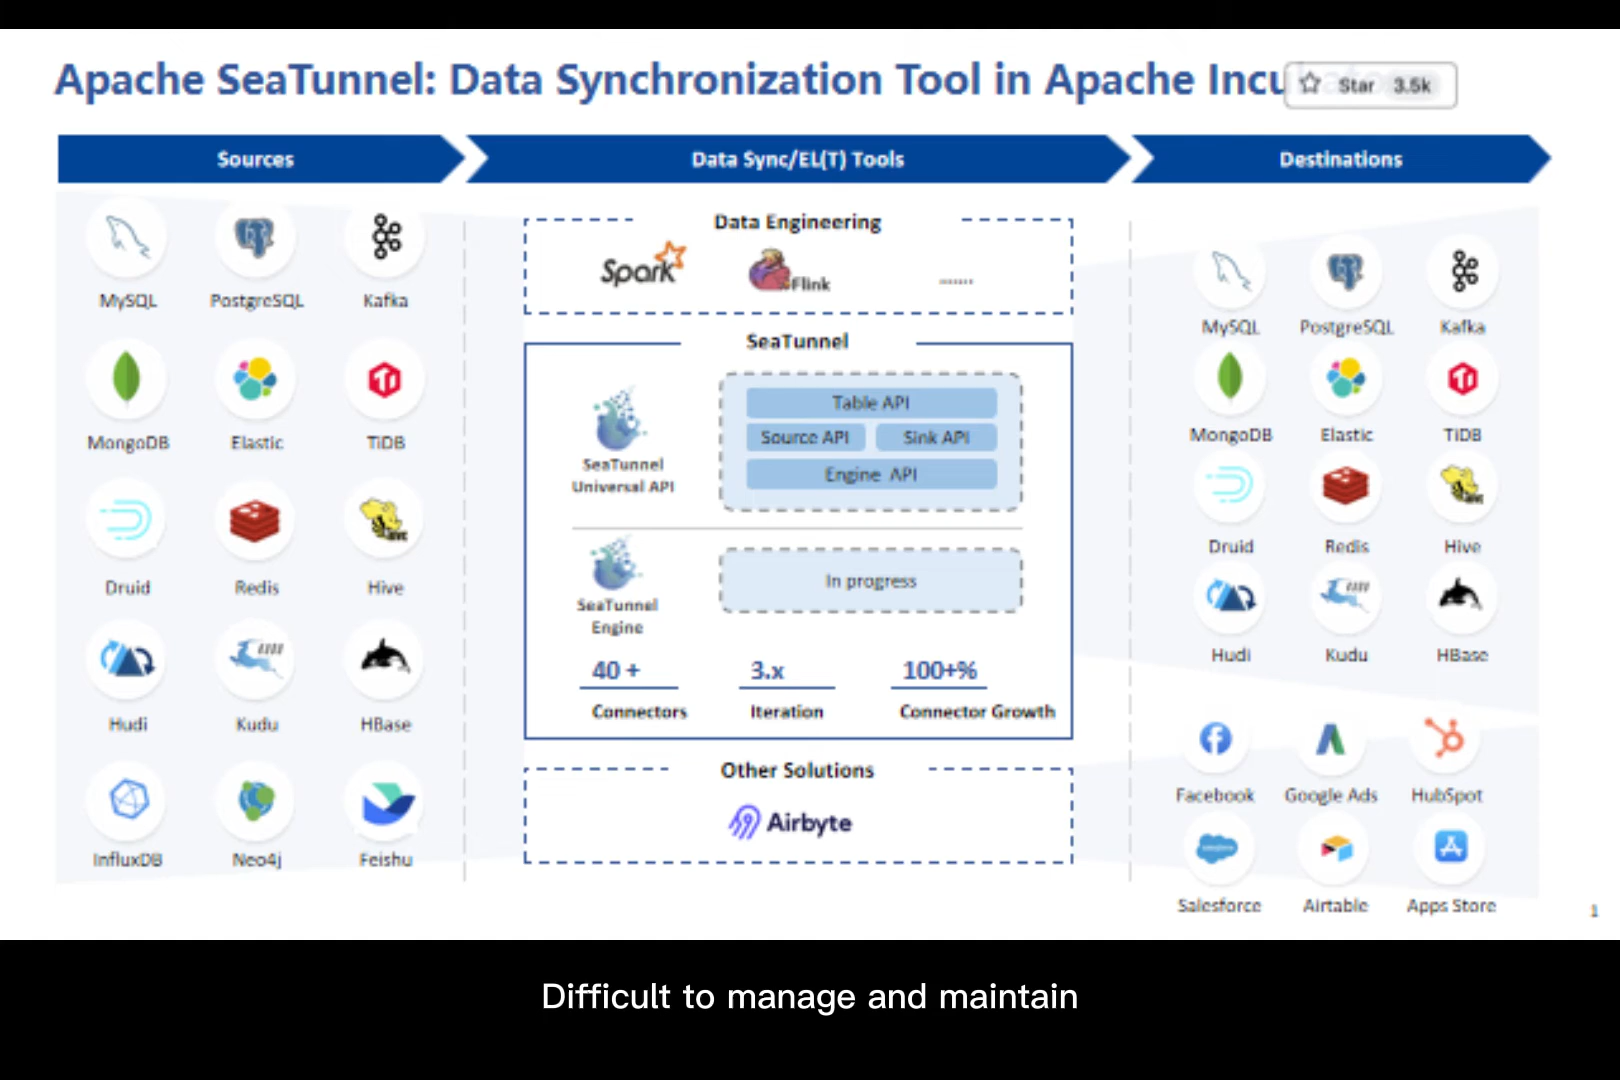 Apache SeaTunnel: Data Synchronization Tool in Apache Incu
Star 3.5k
Sources
Data Sync/EL(T) Tools
Destinations
MySQL PostgreSQL Kafka
MongoDB Elastic TiDB
Druid Redis Hive
Hudi Kudu HBase
InfluxDB Neo4j Feishu
Data Engineering
Spark Flink ......
SeaTunnel
SeaTunnel
Universal API
Table API
Source API Sink API
Engine API
SeaTunnel
Engine
In progress
40 + 3.x 100+%
Connectors Iteration Connector Growth
Other Solutions
Airbyte
MySQL PostgreSQL Kafka
MongoDB Elastic TiDB
Druid Redis Hive
Hudi Kudu HBase
Facebook Google Ads HubSpot
Salesforce Airtable Apps Store
1
Difficult to manage and maintain